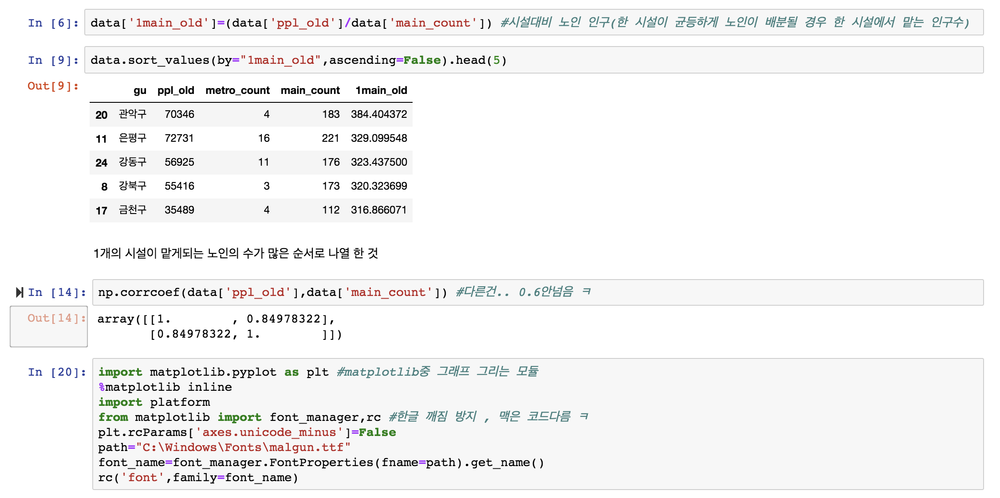 In [6]: data['1main_old']=(data['ppl_old']/data['main_count']) #시설대비 노인 인구(한 시설이 균등하게 노인이 배분될 경우 한 시설에서 맡는 인구수)
In [9]: data.sort_values(by="1main_old",ascending=False).head(5)
Out[9]:
gu ppl_old metro_count main_count 1main_old
20 관악구 70346 4 183 384.404372
11 은평구 72731 16 221 329.099548
24 강동구 56925 11 176 323.437500
8 강북구 55416 3 173 320.323699
17 금천구 35489 4 112 316.866071
1개의 시설이 맡게되는 노인의 수가 많은 순서로 나열 한 것
In [14]: np.corrcoef(data['ppl_old'],data['main_count']) #다른건.. 0.6안넘음 ㅋ
Out[14]: array([[1.        , 0.84978322],
       [0.84978322, 1.        ]])
In [20]: import matplotlib.pyplot as plt #matplotlib중 그래프 그리는 모듈
%matplotlib inline
import platform
from matplotlib import font_manager,rc #한글 깨짐 방지 , 맥은 코드다름 ㅋ
plt.rcParams['axes.unicode_minus']=False
path="C:\Windows\Fonts\malgun.ttf"
font_name=font_manager.FontProperties(fname=path).get_name()
rc('font',family=font_name)